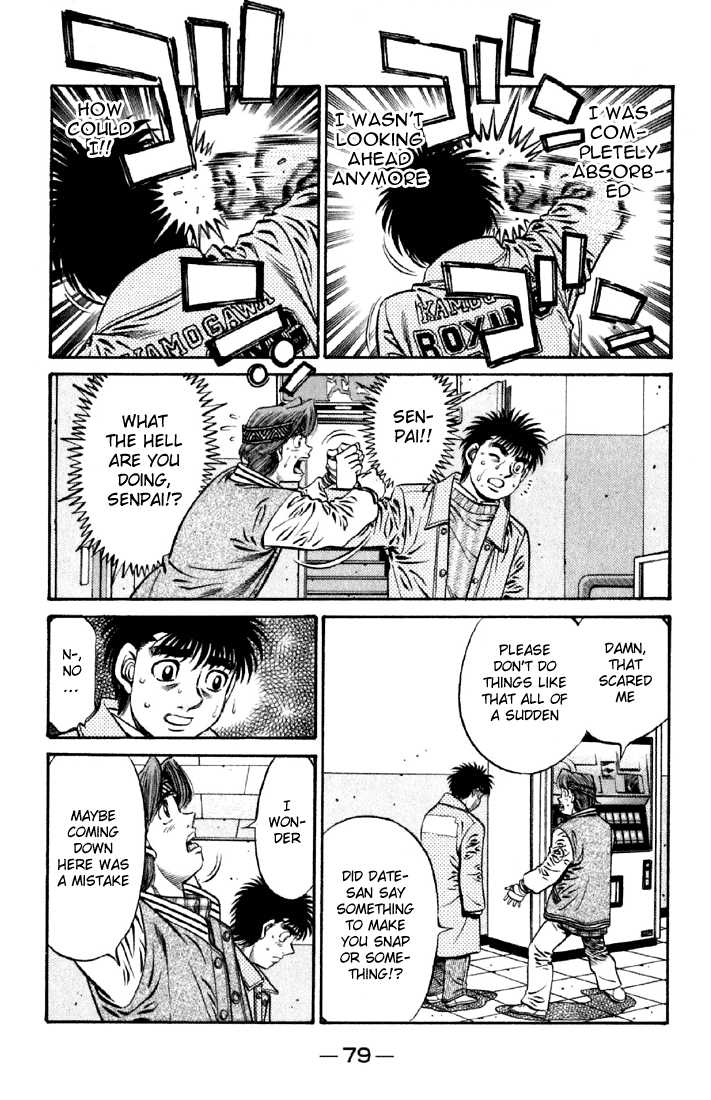 I WAS
COM-
PLETELY
ABSORB-
ED
I WASN'T
LOOKING
AHEAD
ANYMORE
KAMO
BOXING
HOW
COULD
I!!
KAMOGAWA
SEN-
PAI!!
WHAT
THE HELL
ARE YOU
DOING,
SENPAI!?
DAMN,
THAT
SCARED
ME
PLEASE
DON'T DO
THINGS LIKE
THAT ALL OF
A SUDDEN
DID DATE-
SAN SAY
SOMETHING
TO MAKE
YOU SNAP
OR SOME-
THING!?
N-,
NO
...
I
WON-
DER
MAYBE
COMING
DOWN
HERE WAS
A MISTAKE
—79—